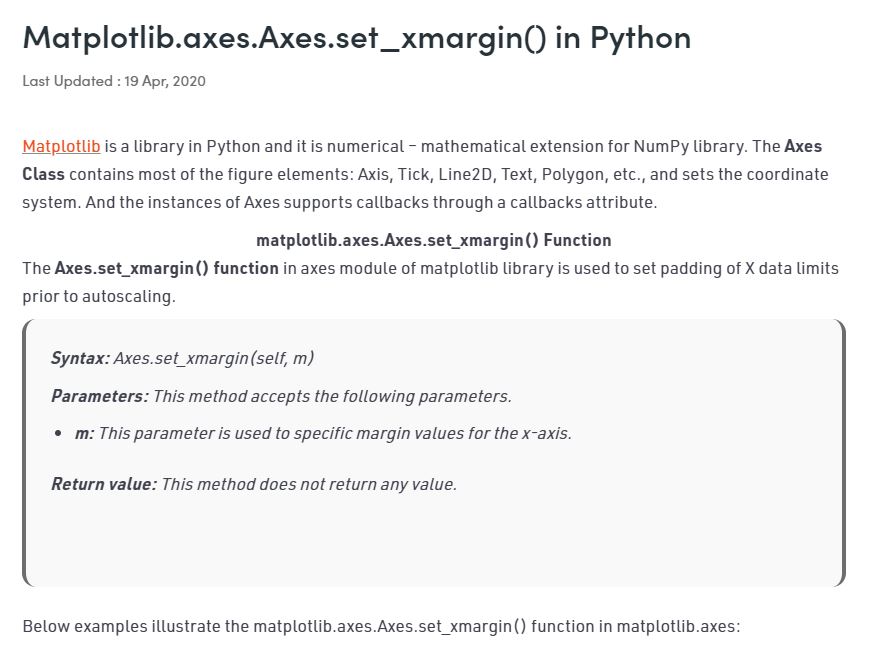 Matplotlib.axes.Axes.set_xmargin() in Python
Last Updated : 19 Apr, 2020
Matplotlib is a library in Python and it is numerical – mathematical extension for NumPy library. The Axes
Class contains most of the figure elements: Axis, Tick, Line2D, Text, Polygon, etc., and sets the coordinate
system. And the instances of Axes supports callbacks through a callbacks attribute.
matplotlib.axes.Axes.set_xmargin() Function
The Axes.set_xmargin() function in axes module of matplotlib library is used to set padding of X data limits
prior to autoscaling.
Syntax: Axes.set_xmargin(self, m)
Parameters: This method accepts the following parameters.
• m: This parameter is used to specific margin values for the x-axis.
Return value: This method does not return any value.
Below examples illustrate the matplotlib.axes.Axes.set_xmargin() function in matplotlib.axes: